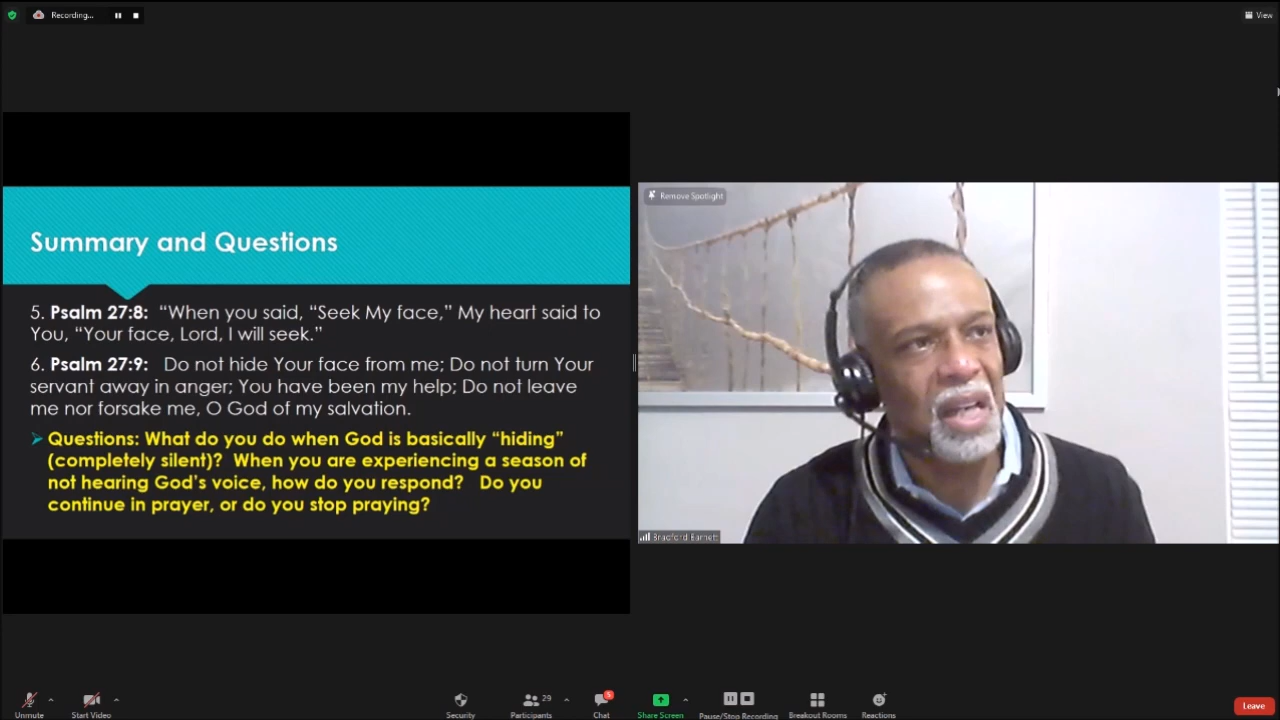 Recording...
View
Summary and Questions
5. Psalm 27:8: “When you said, “Seek My face,” My heart said to
You, “Your face, Lord, I will seek.”
6. Psalm 27:9: Do not hide Your face from me; Do not turn Your
servant away in anger; You have been my help; Do not leave
me nor forsake me, O God of my salvation.
Questions: What do you do when God is basically “hiding”
(completely silent)? When you are experiencing a season of
not hearing God’s voice, how do you respond? Do you
continue in prayer, or do you stop praying?
Remove Spotlight
Bradford Barnett
Unmute
Start Video
Security
29
Participants
5
Chat
Share Screen
Pause/Stop Recording
Breakout Rooms
Reactions
Leave